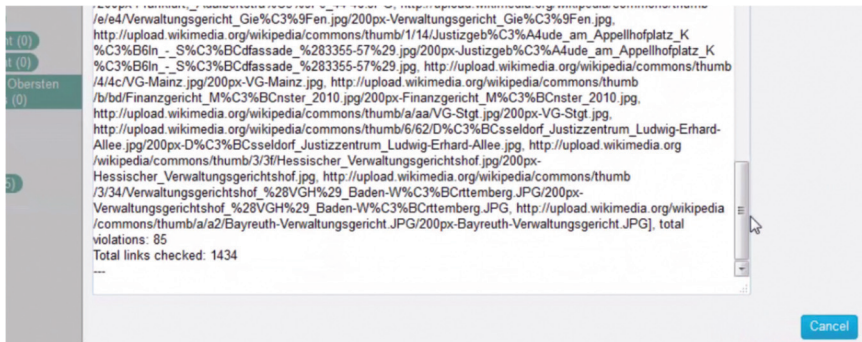 /e/e4/Verwaltungsgericht_Gie%C3%9Fen.jpg/200px-Verwaltungsgericht_Gie%C3%9Fen.jpg,
http://upload.wikimedia.org/wikipedia/commons/thumb/1/14/Justizgeb%C3%A4ude_am_Appellhofplatz_K
%C3%B6ln_-_S%C3%BCdfassade_%283355-57%29.jpg/200px-Justizgeb%C3%A4ude_am_Appellhofplatz_K
%C3%B6ln_-_S%C3%BCdfassade_%283355-57%29.jpg, http://upload.wikimedia.org/wikipedia/commons/thumb
/4/4c/VG-Mainz.jpg/200px-VG-Mainz.jpg, http://upload.wikimedia.org/wikipedia/commons/thumb
/b/bd/Finanzgericht_M%C3%BCnster_2010.jpg/200px-Finanzgericht_M%C3%BCnster_2010.jpg,
http://upload.wikimedia.org/wikipedia/commons/thumb/a/aa/VG-Stgt.jpg/200px-VG-Stgt.jpg,
http://upload.wikimedia.org/wikipedia/commons/thumb/6/62/D%C3%BCsseldorf_Justizzentrum_Ludwig-Erhard-
Allee.jpg/200px-D%C3%BCsseldorf_Justizzentrum_Ludwig-Erhard-Allee.jpg, http://upload.wikimedia.org
/wikipedia/commons/thumb/3/3f/Hessischer_Verwaltungsgerichtshof.jpg/200px-
Hessischer_Verwaltungsgerichtshof.jpg, http://upload.wikimedia.org/wikipedia/commons/thumb
/3/34/Verwaltungsgerichtshof_%28VGH%29_Baden-W%C3%BCrttemberg.JPG/200px-
Verwaltungsgerichtshof_%28VGH%29_Baden-W%C3%BCrttemberg.JPG, http://upload.wikimedia.org/wikipedia
/commons/thumb/a/a2/Bayreuth-Verwaltungsgericht.JPG/200px-Bayreuth-Verwaltungsgericht.JPG], total
violations: 85
Total links checked: 1434
---
(0)
(0)
Obersten
(0)
Cancel